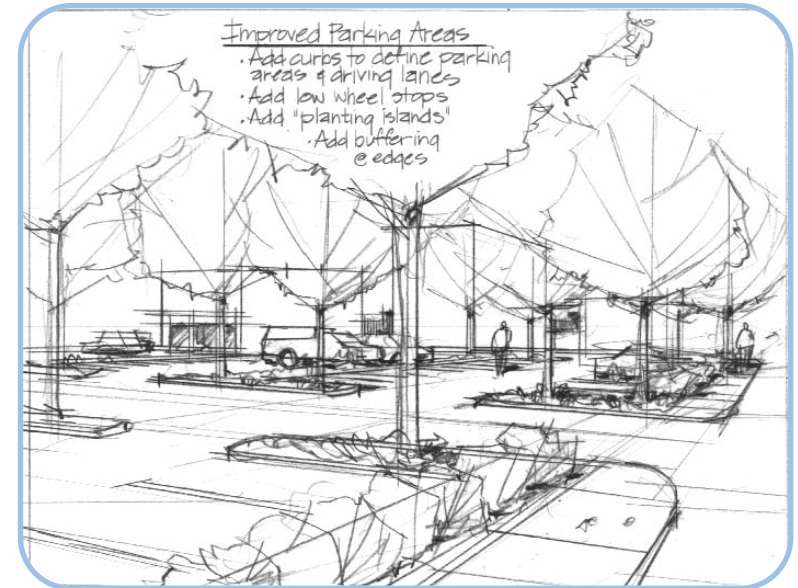 Improved Parking Areas
· Add curbs to define parking
areas & driving lanes
· Add low wheel stops
· Add "planting islands"
· Add buffering
@ edges